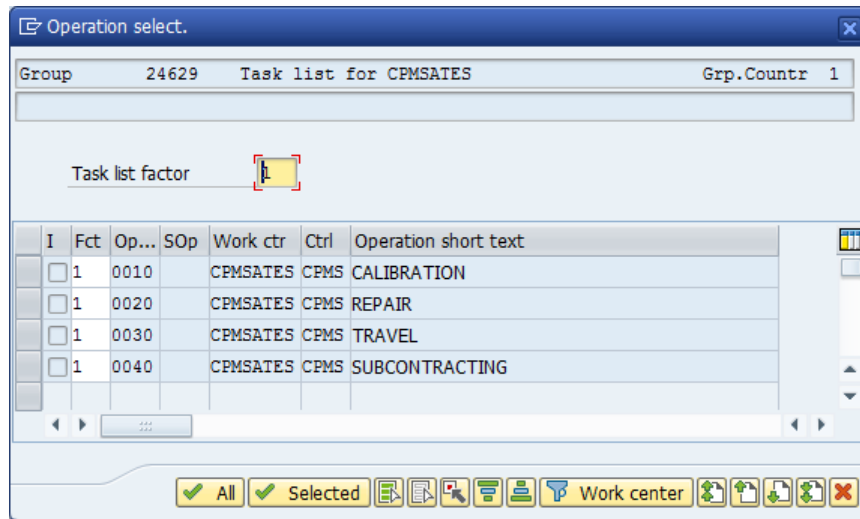 Operation select.
Group 24629 Task list for CPMSATES Grp.Countr 1
Task list factor 1
I Fct Op... SOp Work ctr Ctrl Operation short text
1 0010 CPMSATES CPMS CALIBRATION
1 0020 CPMSATES CPMS REPAIR
1 0030 CPMSATES CPMS TRAVEL
1 0040 CPMSATES CPMS SUBCONTRACTING
All Selected Work center